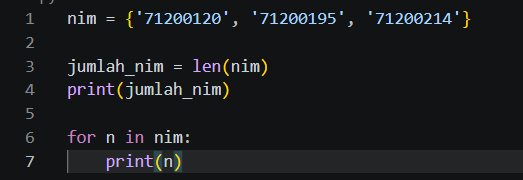 1 nim = {'71200120', '71200195', '71200214'}
2
3 jumlah_nim = len(nim)
4 print(jumlah_nim)
5
6 for n in nim:
7     print(n)